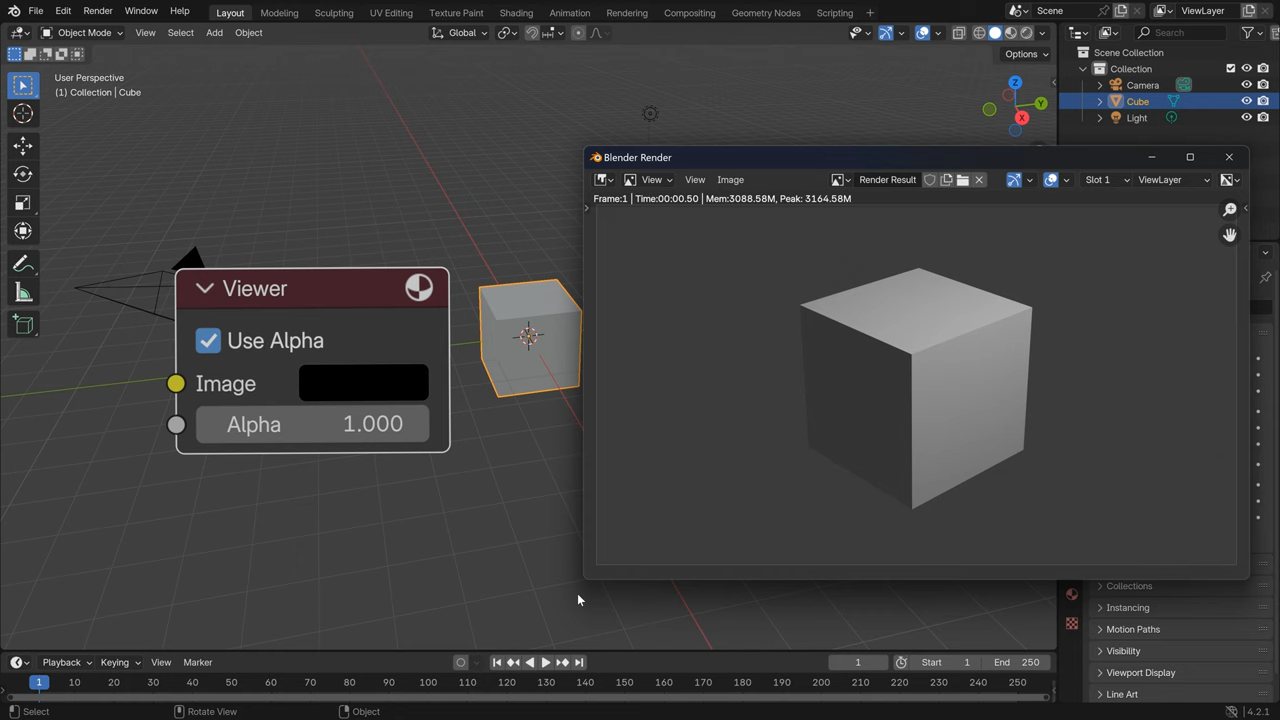 File Edit Render Window Help Layout Modeling Sculpting UV Editing Texture Paint Shading Animation Rendering Compositing Geometry Nodes Scripting + Scene ViewLayer
Object Mode View Select Add Object Global Search
Options
Scene Collection
Collection
Camera
Cube
Light
User Perspective
(1) Collection | Cube
Z
Y
X
Blender Render
View View Image Render Result Slot 1 ViewLayer
Frame:1 | Time:00:00.50 | Mem:3088.58M, Peak: 3164.58M
Viewer
Use Alpha
Image
Alpha 1.000
Collections
Instancing
Motion Paths
Visibility
Viewport Display
Line Art
Playback Keying View Marker 1 Start 1 End 250
1 10 20 30 40 50 60 70 80 90 100 110 120 130 140 150 160 170 180 190 200 210 220 230 240 250
Select Rotate View Object 4.2.1